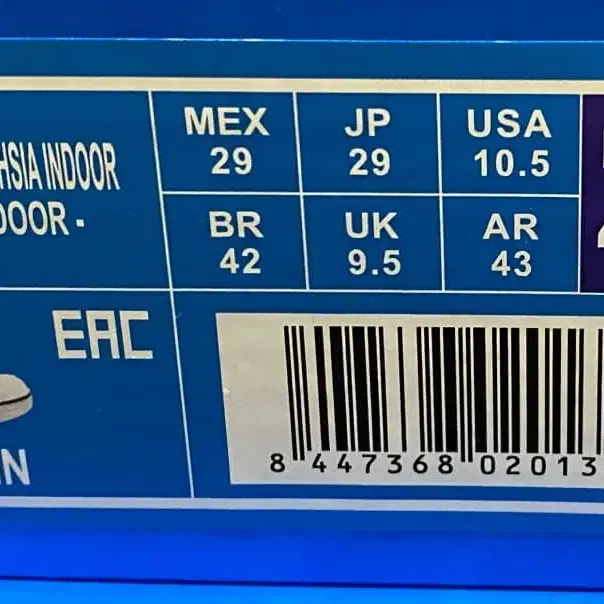 HSIA INDOOR
DOOR -
MEX
29
JP
29
USA
10.5
BR
42
UK
9.5
AR
43
EAC
N
8 447368 02013